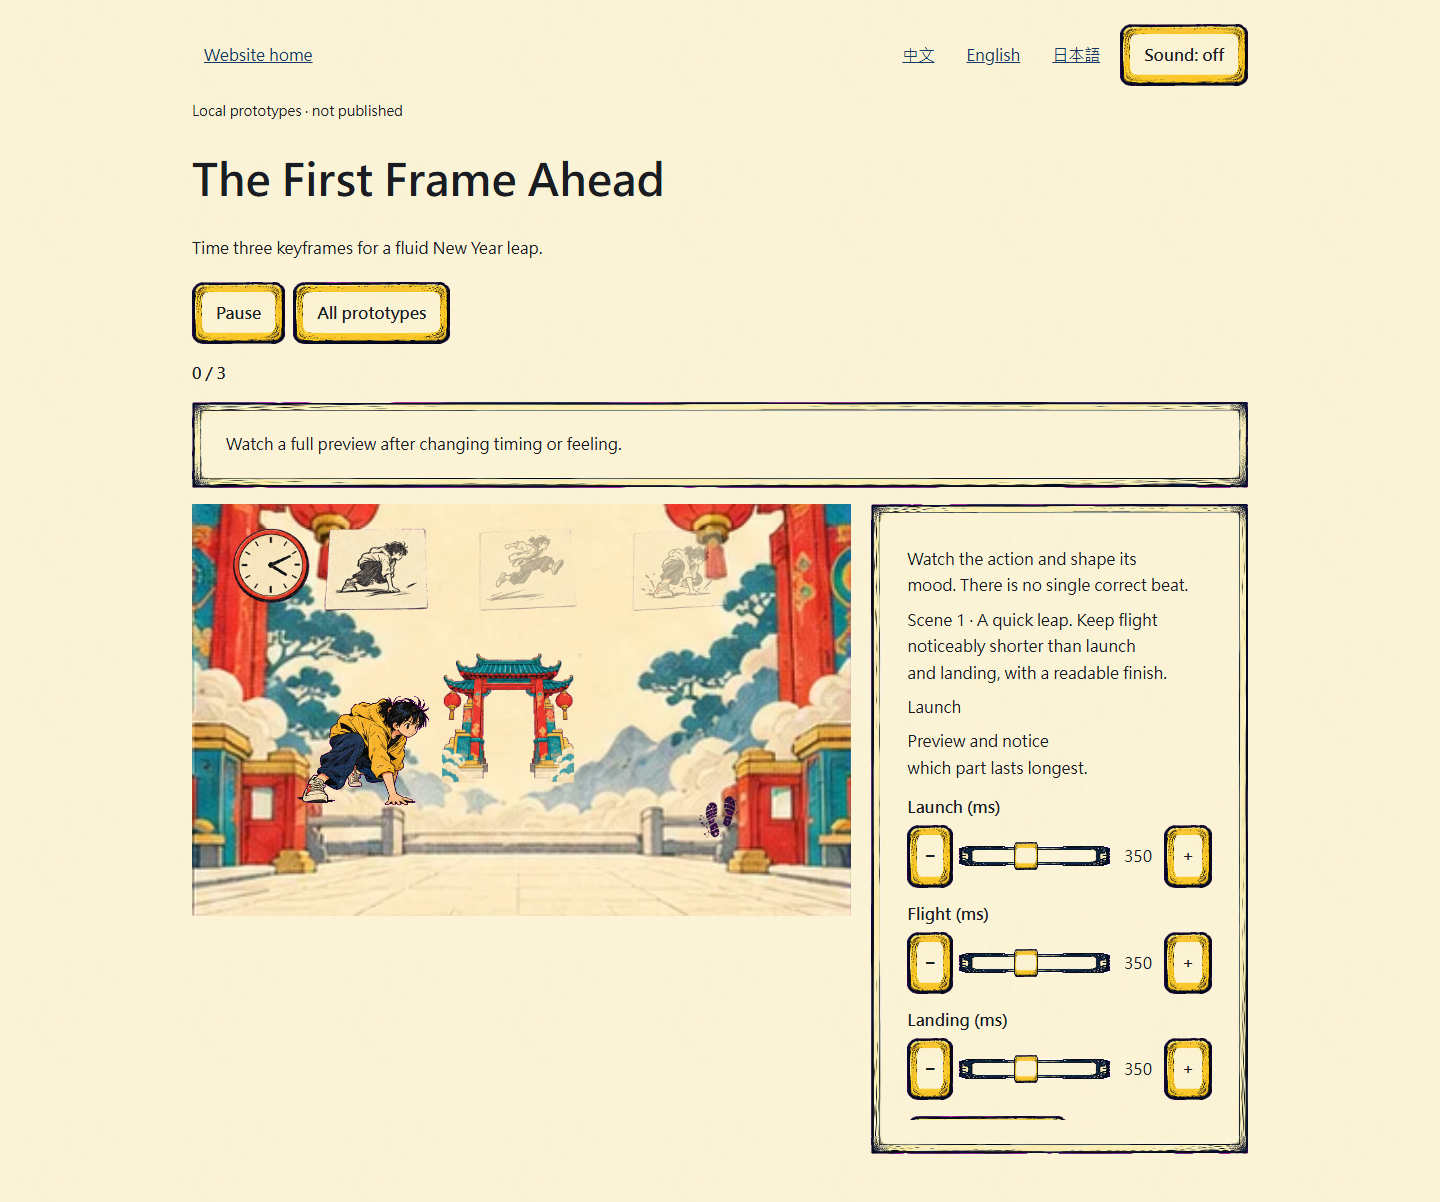 Website home
中文
English
日本語
Sound: off
Local prototypes · not published
The First Frame Ahead
Time three keyframes for a fluid New Year leap.
Pause
All prototypes
0 / 3
Watch a full preview after changing timing or feeling.
Watch the action and shape its
mood. There is no single correct beat.
Scene 1 · A quick leap. Keep flight
noticeably shorter than launch
and landing, with a readable finish.
Launch
Preview and notice
which part lasts longest.
Launch (ms)
−
350
+
Flight (ms)
−
350
+
Landing (ms)
−
350
+